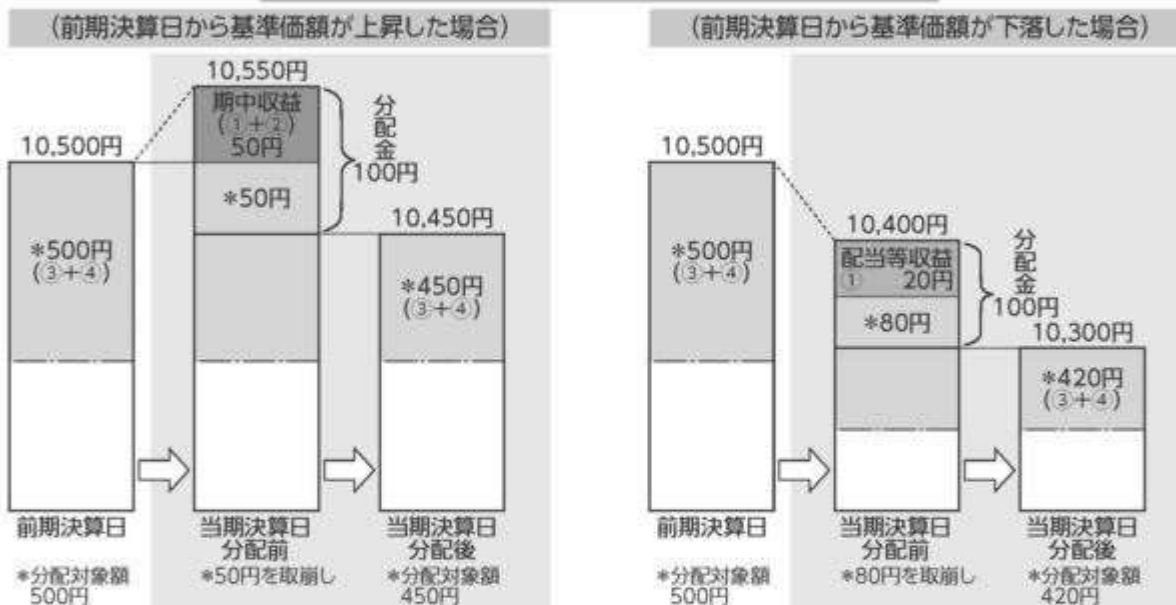 (前期決算日から基準価額が上昇した場合)
10,550円
期中収益
(①+②)
50円
分配金
100円
10,500円
*50円
10,450円
*500円
(③+④)
*450円
(③+④)
前期決算日
当期決算日
分配前
当期決算日
分配後
*分配対象額
500円
*50円を取崩し
*分配対象額
450円
(前期決算日から基準価額が下落した場合)
10,500円
10,400円
配当等収益
① 20円
分配金
100円
*500円
(③+④)
*80円
10,300円
*420円
(③+④)
前期決算日
当期決算日
分配前
当期決算日
分配後
*分配対象額
500円
*80円を取崩し
*分配対象額
420円